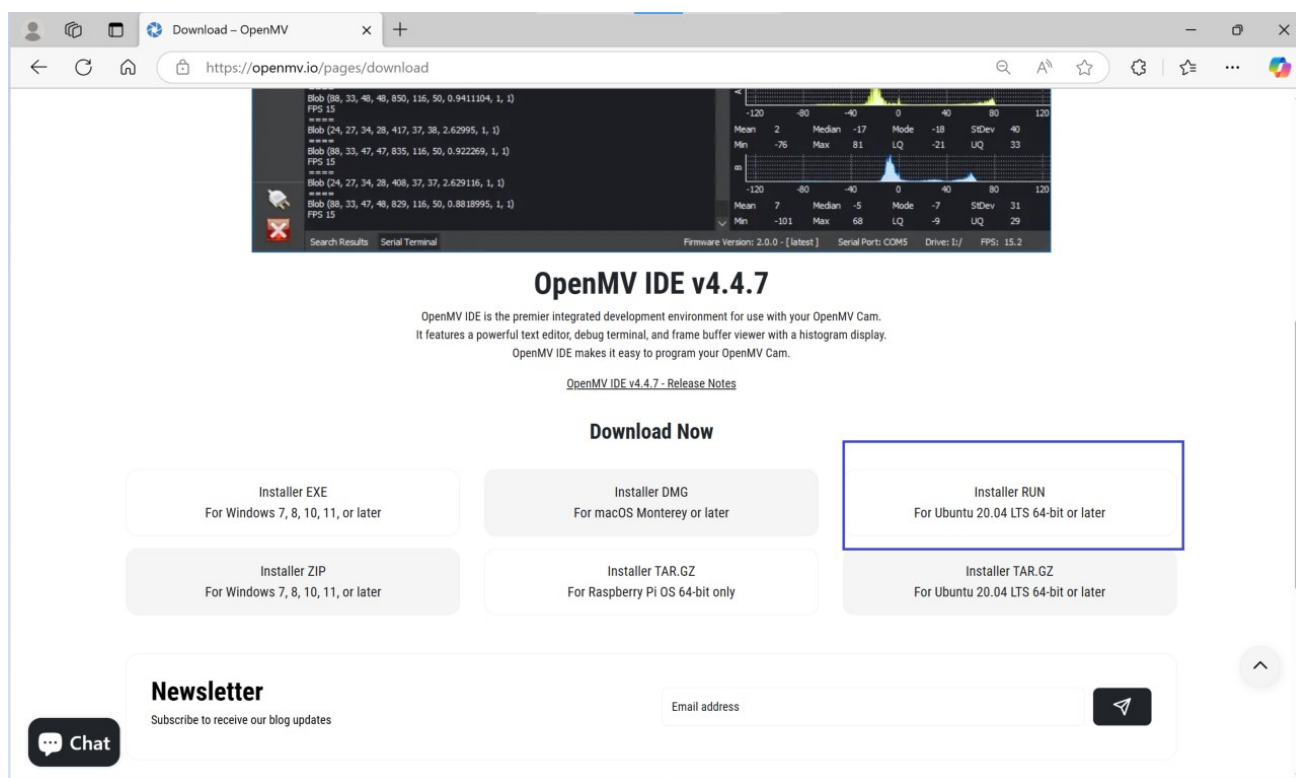 Download – OpenMV
https://openmv.io/pages/download
Blob (88, 33, 48, 48, 850, 116, 50, 0.9411104, 1, 1)
FPS 15
====
Blob (24, 27, 34, 28, 417, 37, 38, 2.62995, 1, 1)
====
Blob (88, 33, 47, 47, 835, 116, 50, 0.922269, 1, 1)
FPS 15
====
Blob (24, 27, 34, 28, 408, 37, 37, 2.629116, 1, 1)
====
Blob (88, 33, 47, 48, 829, 116, 50, 0.8818995, 1, 1)
FPS 15
Search Results Serial Terminal
-120 -80 -40 0 40 80 120
Mean 2 Median -17 Mode -18 StDev 40
Min -76 Max 81 LQ -21 UQ 33
B
-120 -80 -40 0 40 80 120
Mean 7 Median -5 Mode -7 StDev 31
Min -101 Max 68 LQ -9 UQ 29
Firmware Version: 2.0.0 - [ latest ] Serial Port: COM5 Drive: I:/ FPS: 15.2
OpenMV IDE v4.4.7
OpenMV IDE is the premier integrated development environment for use with your OpenMV Cam.
It features a powerful text editor, debug terminal, and frame buffer viewer with a histogram display.
OpenMV IDE makes it easy to program your OpenMV Cam.
OpenMV IDE v4.4.7 - Release Notes
Download Now
Installer EXE
For Windows 7, 8, 10, 11, or later
Installer DMG
For macOS Monterey or later
Installer RUN
For Ubuntu 20.04 LTS 64-bit or later
Installer ZIP
For Windows 7, 8, 10, 11, or later
Installer TAR.GZ
For Raspberry Pi OS 64-bit only
Installer TAR.GZ
For Ubuntu 20.04 LTS 64-bit or later
Newsletter
Subscribe to receive our blog updates
Email address
Chat